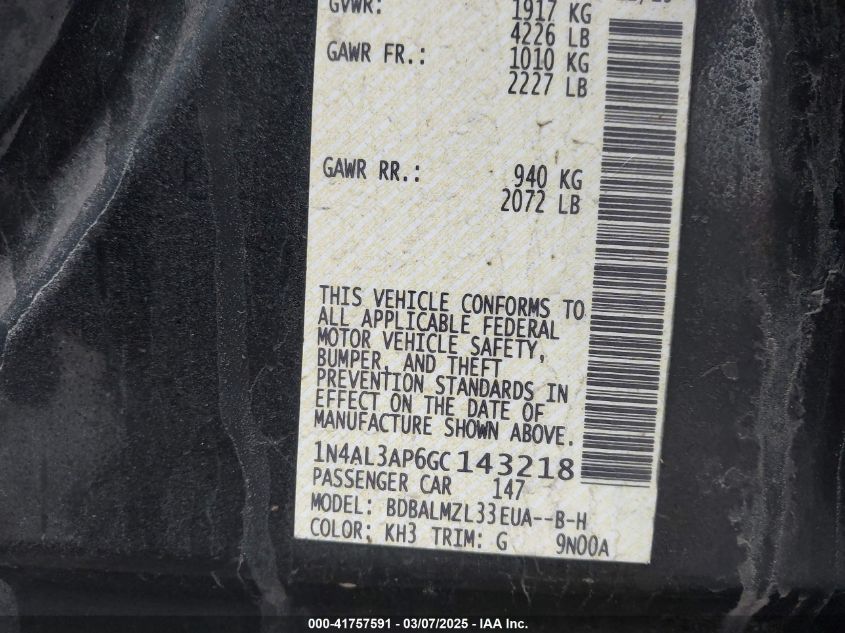 GVWR: 1917 KG
4226 LB
GAWR FR.: 1010 KG
2227 LB
GAWR RR.: 940 KG
2072 LB
THIS VEHICLE CONFORMS TO
ALL APPLICABLE FEDERAL
MOTOR VEHICLE SAFETY,
BUMPER, AND THEFT
PREVENTION STANDARDS IN
EFFECT ON THE DATE OF
MANUFACTURE SHOWN ABOVE.
1N4AL3AP6GC143218
PASSENGER CAR 147
MODEL: BDBALMZL33EUA--B-H
COLOR: KH3 TRIM: G 9N00A
000-41757591 - 03/07/2025 - IAA Inc.